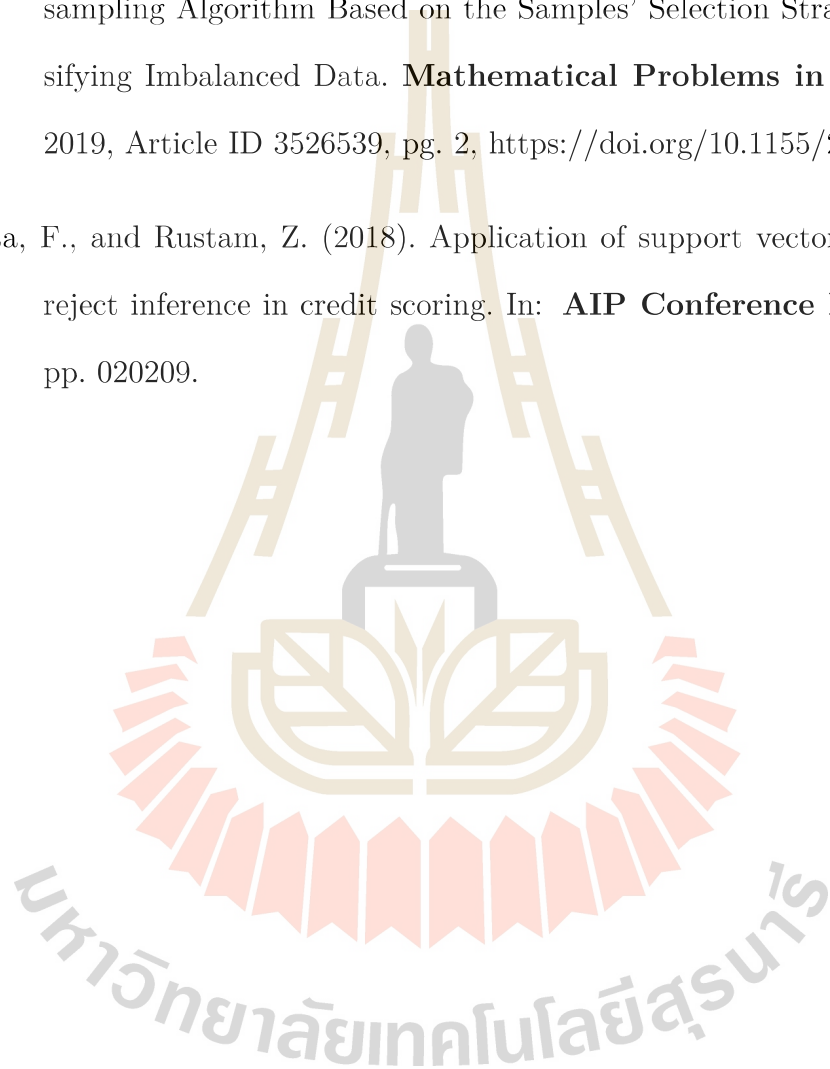 sampling Algorithm Based on the Samples' Selection
sifying Imbalanced Data. Mathematical Problems in
2019, Article ID 3526539, pg. 2, https://doi.org/10.1155/
F., and Rustam, Z. (2018). Application of support vector
reject inference in credit scoring. In: AIP Conference
pp. 020209.
มหาวิทยาลัยเทคโนโลยีสุรนารี